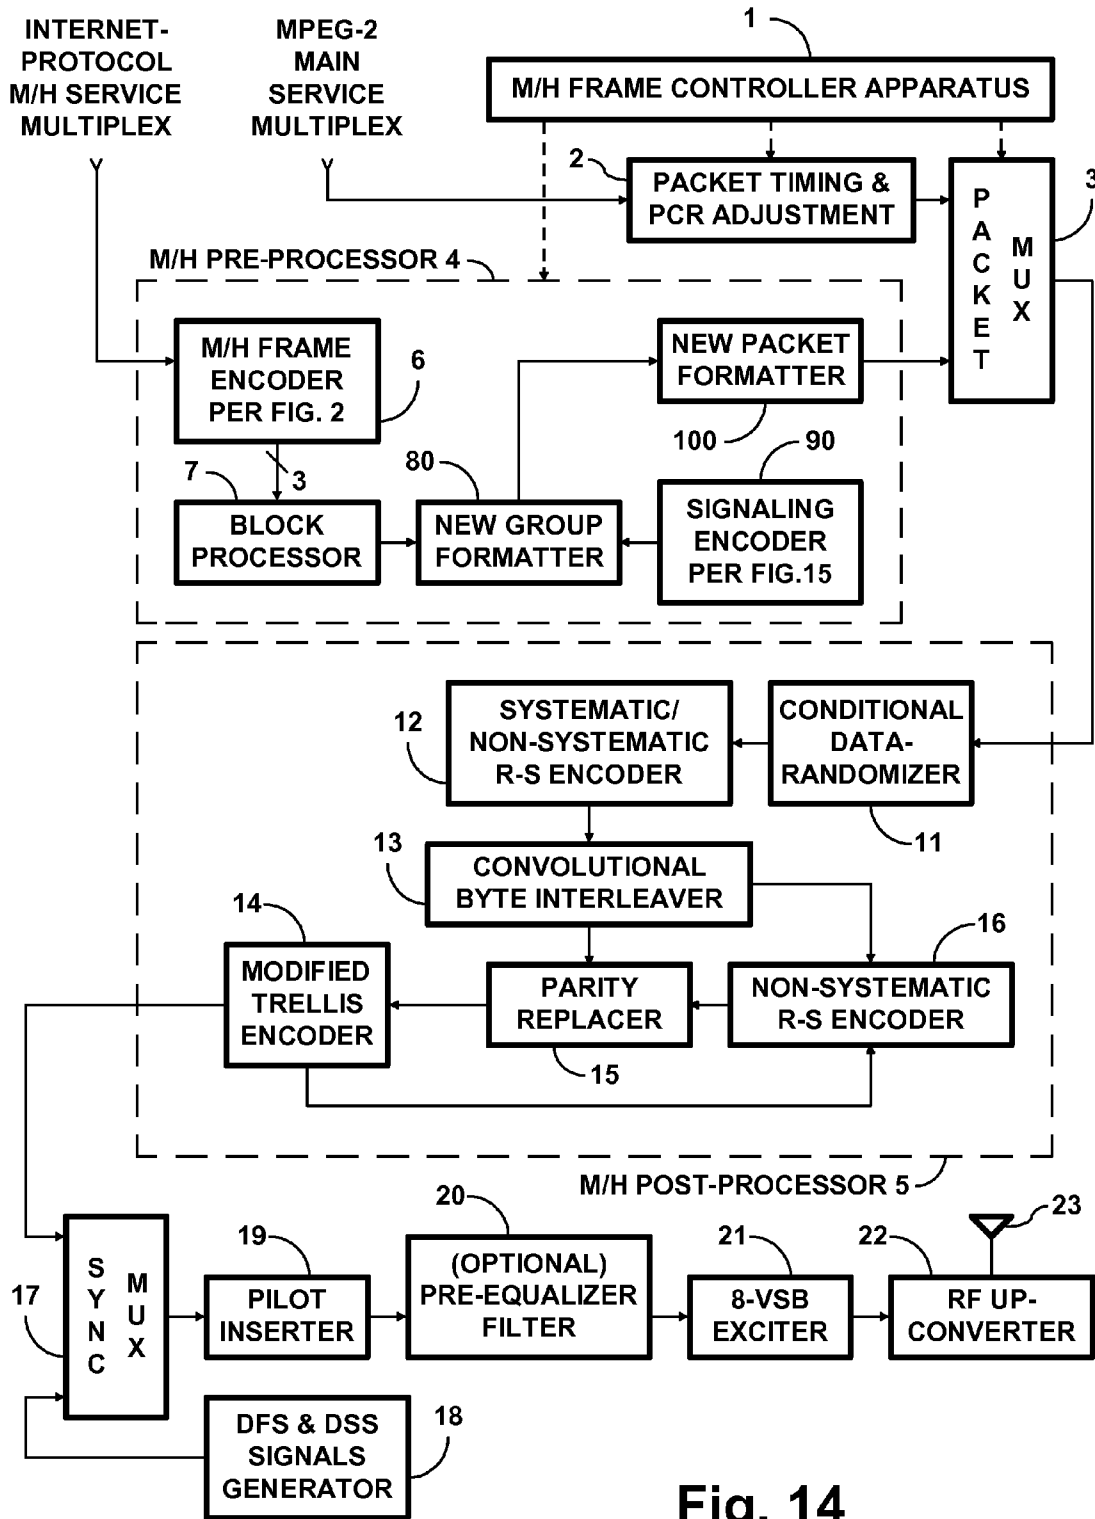 INTERNET-
PROTOCOL
M/H SERVICE
MULTIPLEX
MPEG-2
MAIN
SERVICE
MULTIPLEX
1
M/H FRAME CONTROLLER APPARATUS
2
PACKET TIMING &
PCR ADJUSTMENT
PACKET
MUX
3
M/H PRE-PROCESSOR 4
M/H FRAME
ENCODER
PER FIG. 2
6
NEW PACKET
FORMATTER
100
3
7
BLOCK
PROCESSOR
80
NEW GROUP
FORMATTER
90
SIGNALING
ENCODER
PER FIG.15
12
SYSTEMATIC/
NON-SYSTEMATIC
R-S ENCODER
CONDITIONAL
DATA-
RANDOMIZER
11
13
CONVOLUTIONAL
BYTE INTERLEAVER
14
MODIFIED
TRELLIS
ENCODER
PARITY
REPLACER
15
16
NON-SYSTEMATIC
R-S ENCODER
M/H POST-PROCESSOR 5
17
SYNC
MUX
19
PILOT
INSERTER
20
(OPTIONAL)
PRE-EQUALIZER
FILTER
21
8-VSB
EXCITER
22
RF UP-
CONVERTER
23
DFS & DSS
SIGNALS
GENERATOR
18
Fig. 14